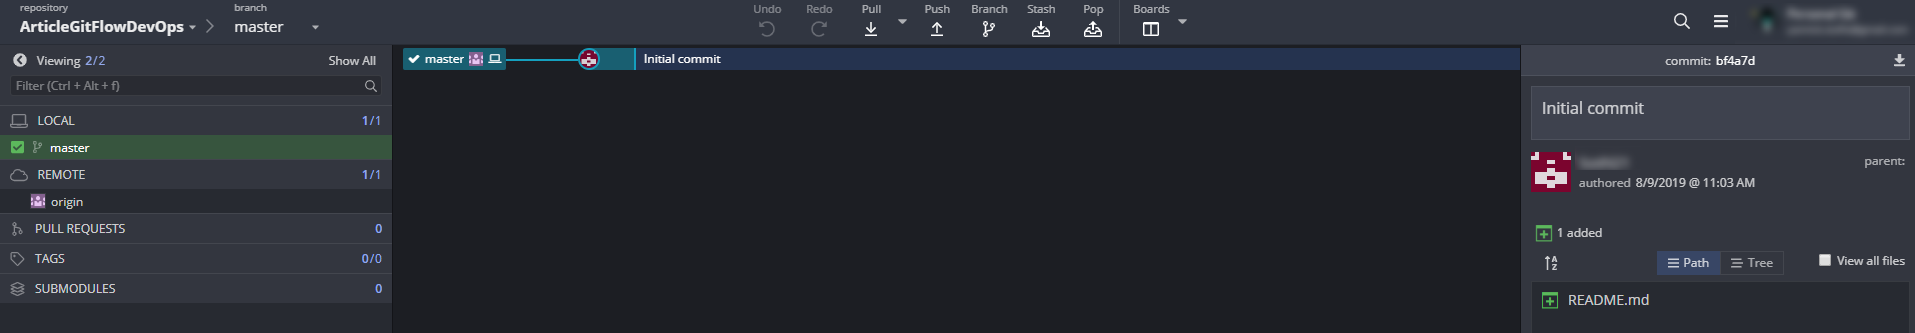 repository
ArticleGitFlowDevOps
branch
master
Undo
Redo
Pull
Push
Branch
Stash
Pop
Boards
Viewing 2/2
Show All
Filter (Ctrl + Alt + f)
LOCAL 1/1
master
REMOTE 1/1
origin
PULL REQUESTS 0
TAGS 0/0
SUBMODULES 0
master
Initial commit
commit: bf4a7d
Initial commit
parent:
authored 8/9/2019 @ 11:03 AM
1 added
A
Z
Path
Tree
View all files
README.md